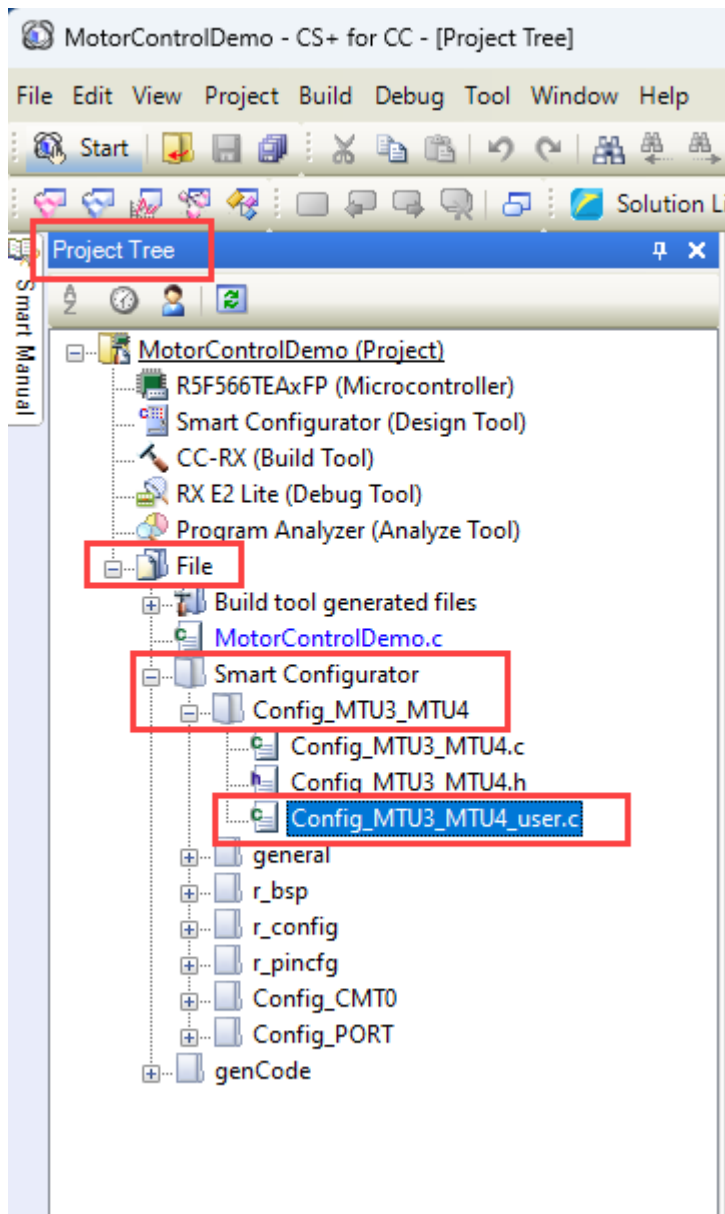 MotorControlDemo - CS+ for CC - [Project Tree]
File Edit View Project Build Debug Tool Window Help
Start
Solution Li
Project Tree
Smart Manual
MotorControlDemo (Project)
R5F566TEAxFP (Microcontroller)
Smart Configurator (Design Tool)
CC-RX (Build Tool)
RX E2 Lite (Debug Tool)
Program Analyzer (Analyze Tool)
File
Build tool generated files
MotorControlDemo.c
Smart Configurator
Config_MTU3_MTU4
Config_MTU3_MTU4.c
Config_MTU3_MTU4.h
Config_MTU3_MTU4_user.c
general
r_bsp
r_config
r_pincfg
Config_CMT0
Config_PORT
genCode